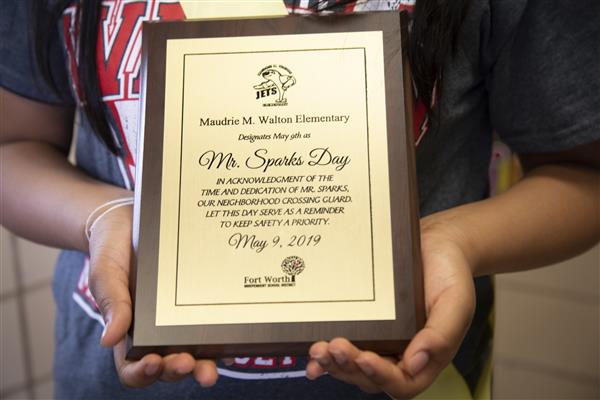 JETS
Maudrie M. Walton Elementary
Designates May 9th as
Mr. Sparks Day
IN ACKNOWLEDGMENT OF THE
TIME AND DEDICATION OF MR. SPARKS,
OUR NEIGHBORHOOD CROSSING GUARD.
LET THIS DAY SERVE AS A REMINDER
TO KEEP SAFETY A PRIORITY.
May 9, 2019
Fort Worth
INDEPENDENT SCHOOL DISTRICT